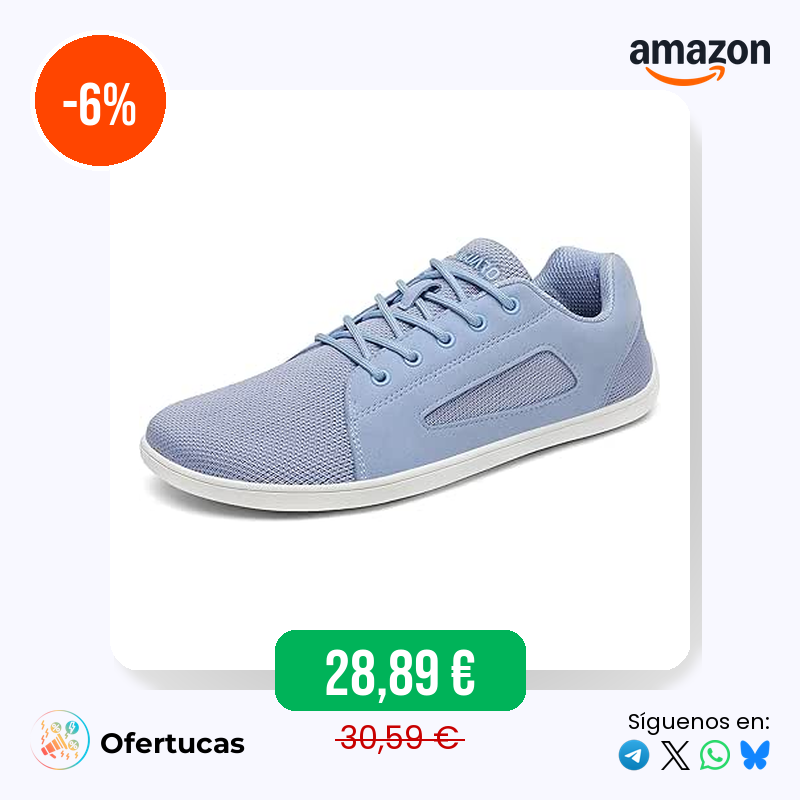 -6%
amazon
28,89 €
30,59 €
Ofertucas
Síguenos en: